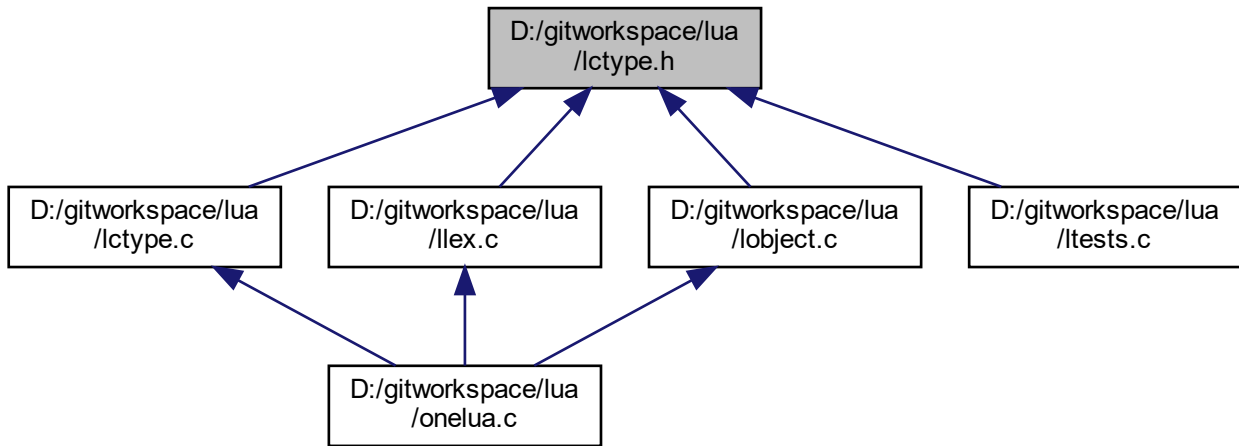 D:/gitworkspace/lua
/lctype.h
D:/gitworkspace/lua
/lctype.c
D:/gitworkspace/lua
/llex.c
D:/gitworkspace/lua
/lobject.c
D:/gitworkspace/lua
/ltests.c
D:/gitworkspace/lua
/onelua.c